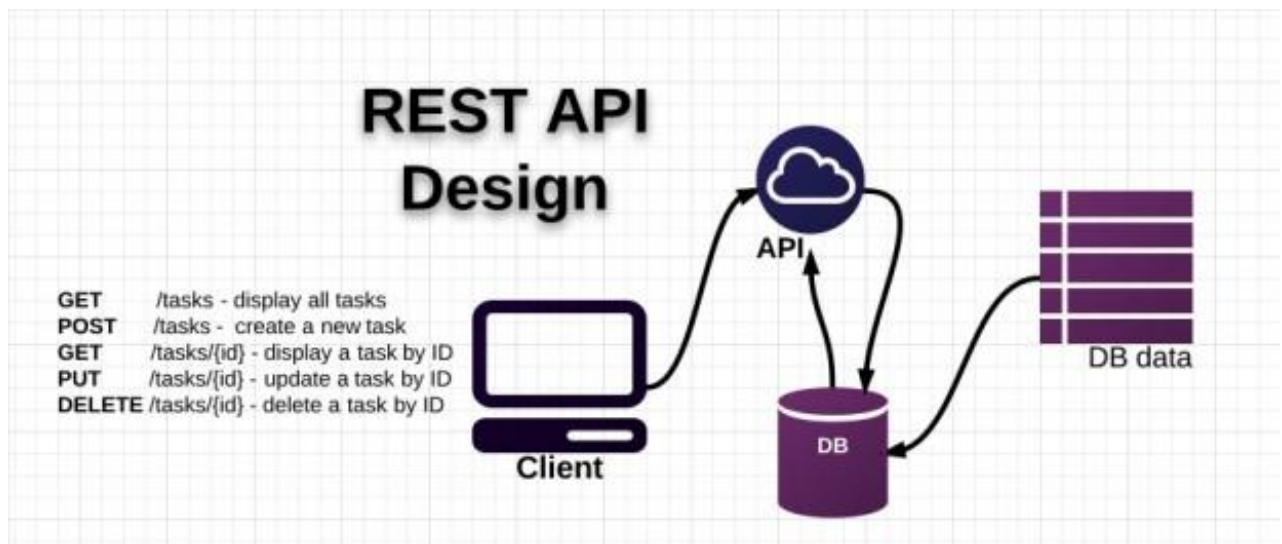 REST API
Design
GET /tasks - display all tasks
POST /tasks - create a new task
GET /tasks/{id} - display a task by ID
PUT /tasks/{id} - update a task by ID
DELETE /tasks/{id} - delete a task by ID
Client
API
DB
DB data